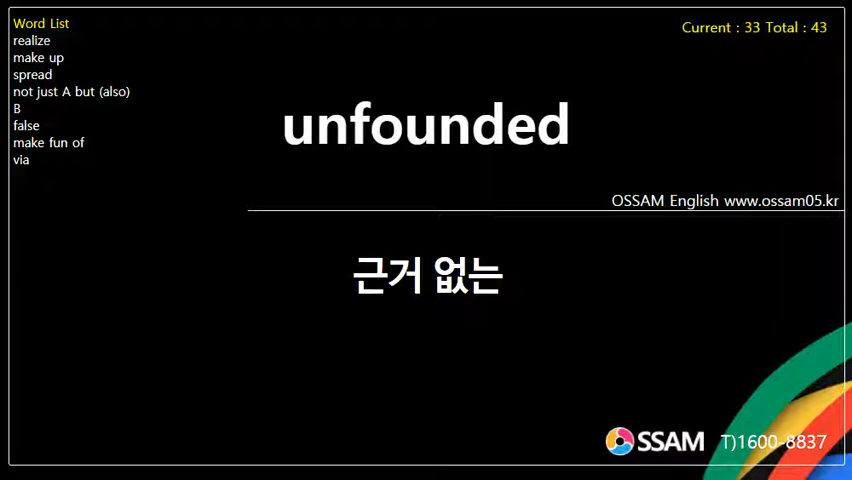 Word List
realize
make up
spread
not just A but (also)
B
false
make fun of
via
Current : 33 Total : 43
unfounded
OSSAM English www.ossam05.kr
근거 없는
OSSAM T)1600-8837